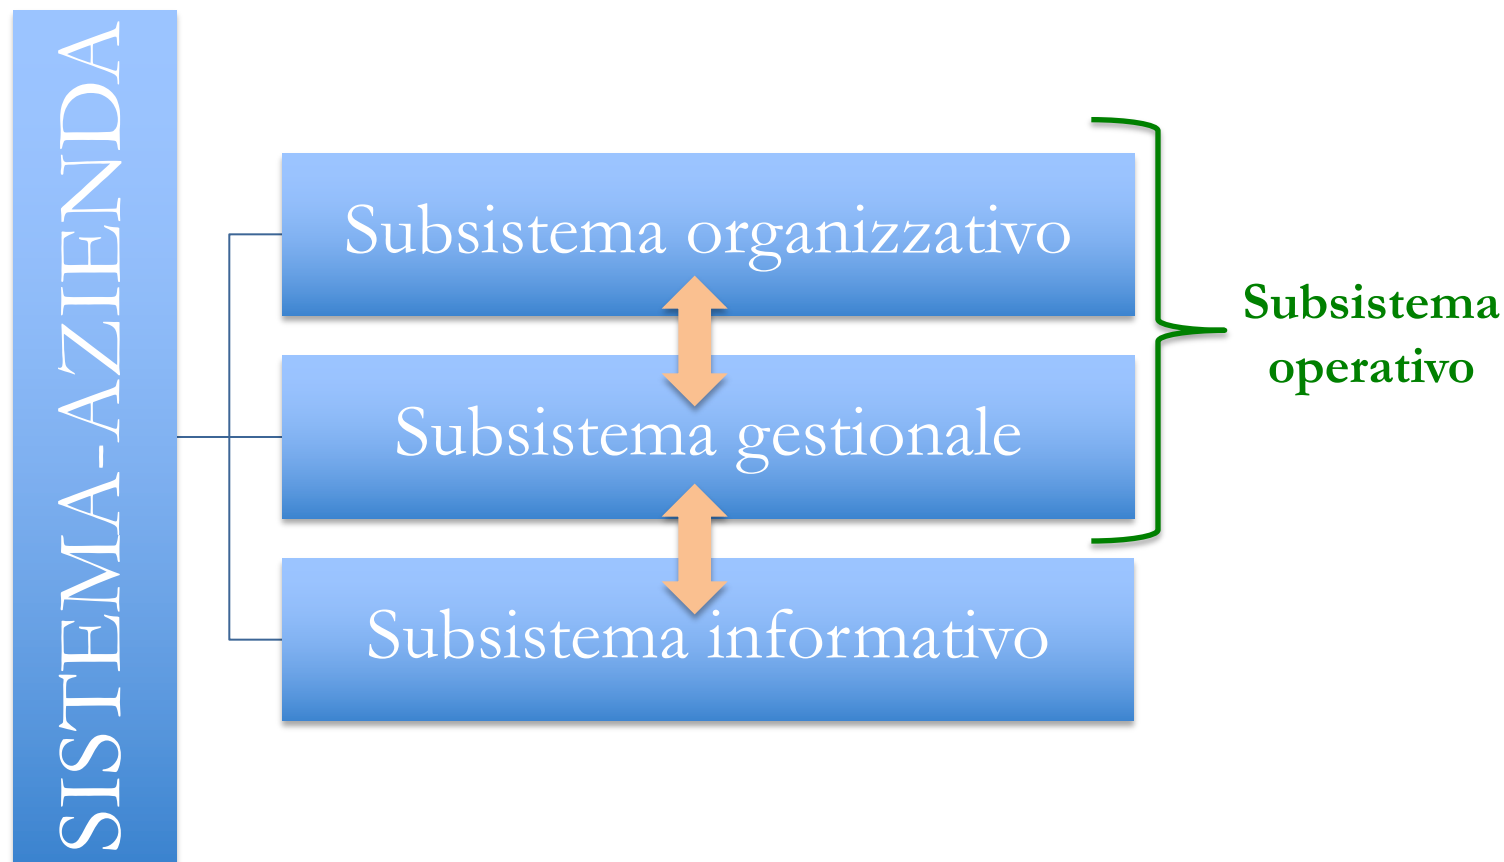 SISTEMA-AZIENDA
Subsistema organizzativo
Subsistema gestionale
Subsistema informativo
Subsistema
operativo